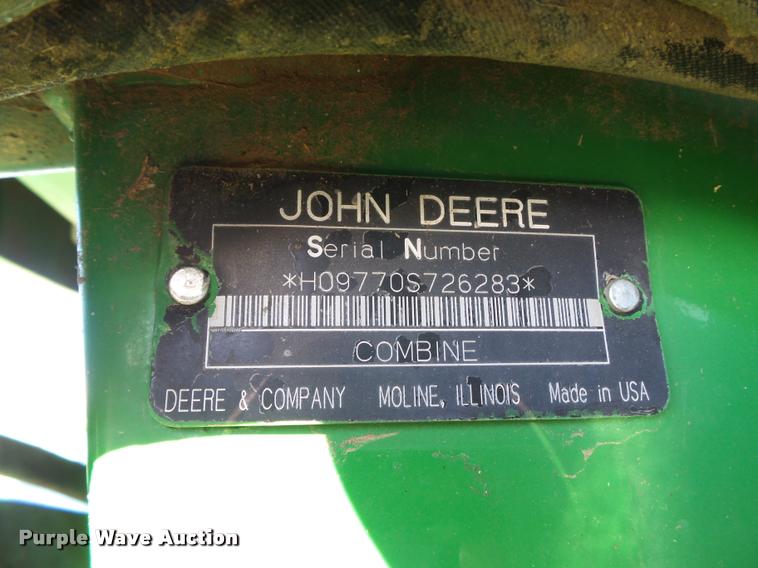 JOHN DEERE
Serial Number
*H09770S726283*
COMBINE
DEERE & COMPANY MOLINE, ILLINOIS Made in USA
Purple Wave Auction